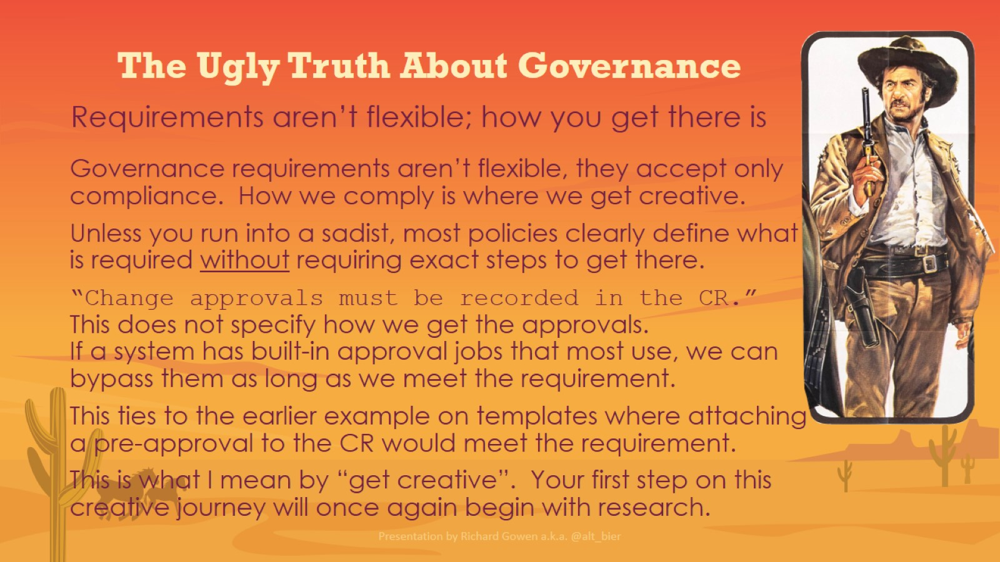 The Ugly Truth About Governance
Requirements aren’t flexible; how you get there is
Governance requirements aren’t flexible, they accept only
compliance.  How we comply is where we get creative.
Unless you run into a sadist, most policies clearly define what
is required without requiring exact steps to get there.
“Change approvals must be recorded in the CR.”
This does not specify how we get the approvals.
If a system has built-in approval jobs that most use, we can
bypass them as long as we meet the requirement.
This ties to the earlier example on templates where attaching
a pre-approval to the CR would meet the requirement.
This is what I mean by “get creative”.  Your first step on this
creative journey will once again begin with research.
Presentation by Richard Gowen a.k.a. @alt_bier